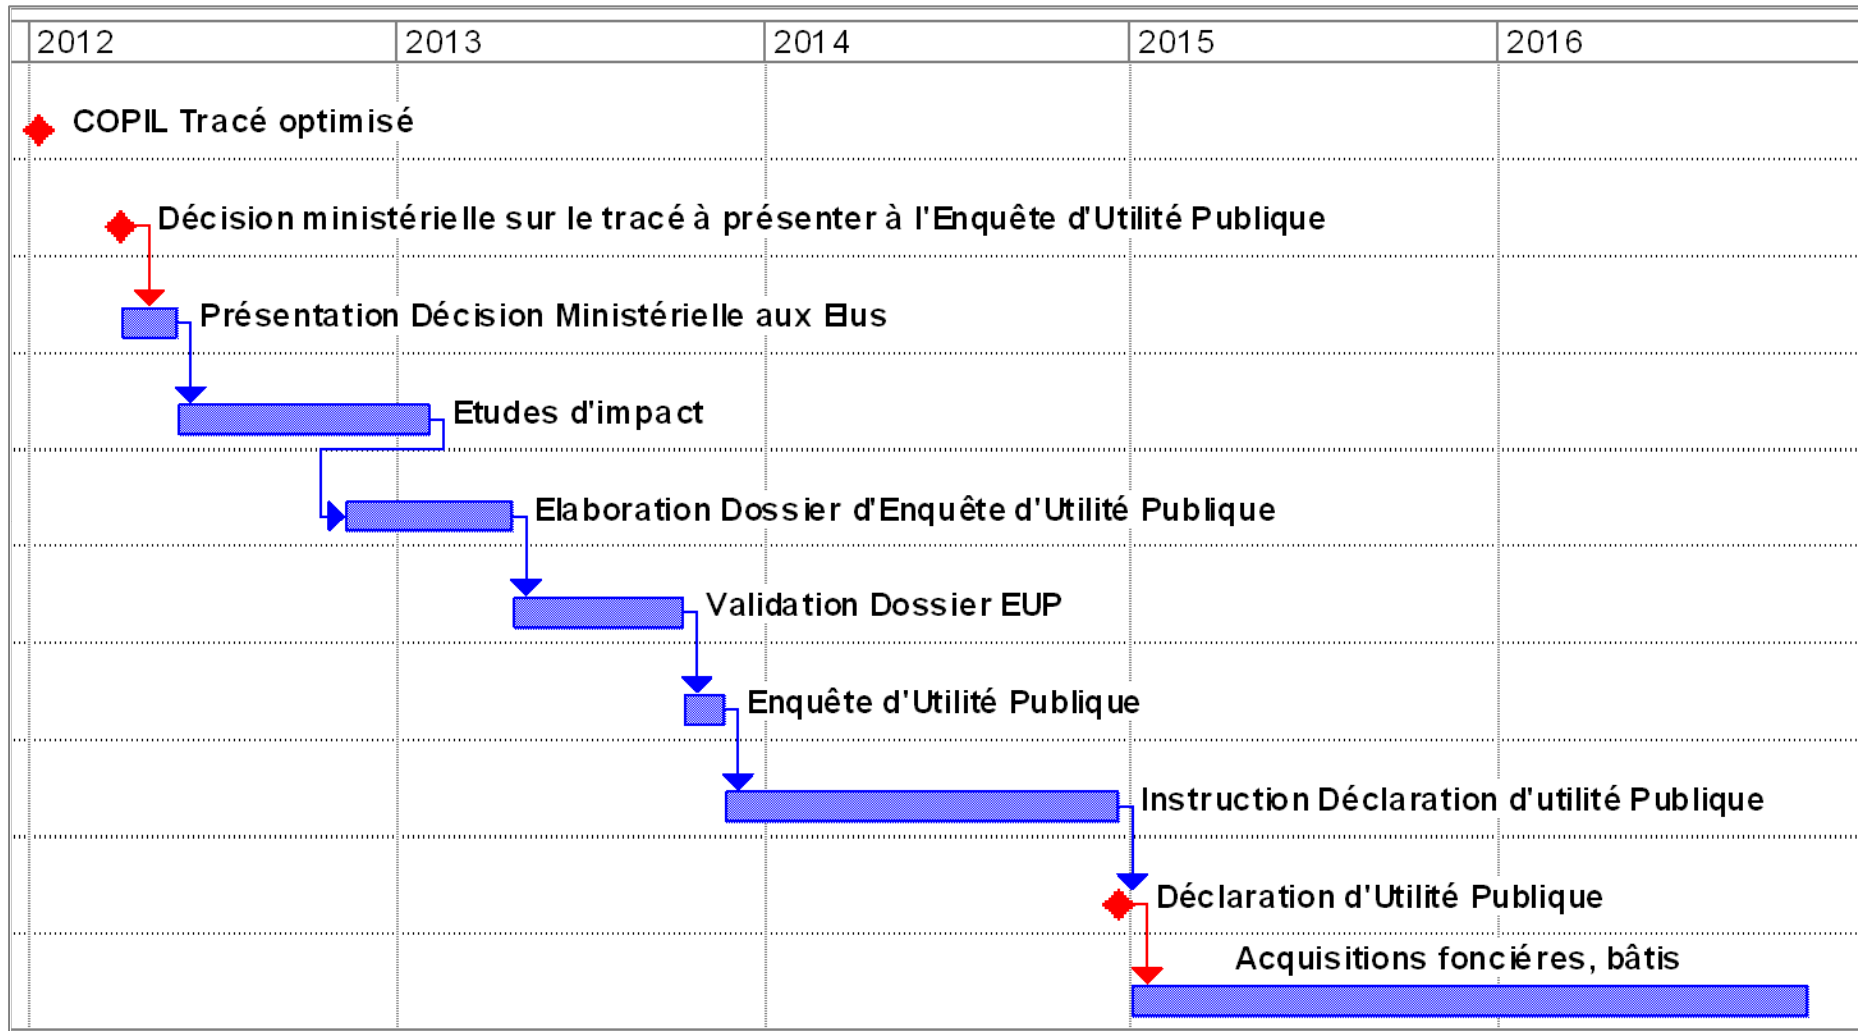 2012 2013 2014 2015 2016
COPIL Tracé optimisé
Décision ministérielle sur le tracé à présenter à l'Enquête d'Utilité Publique
Présentation Décision Ministérielle aux Elus
Etudes d'impact
Elaboration Dossier d'Enquête d'Utilité Publique
Validation Dossier EUP
Enquête d'Utilité Publique
Instruction Déclaration d'utilité Publique
Déclaration d'Utilité Publique
Acquisitions fonciéres, bâtis